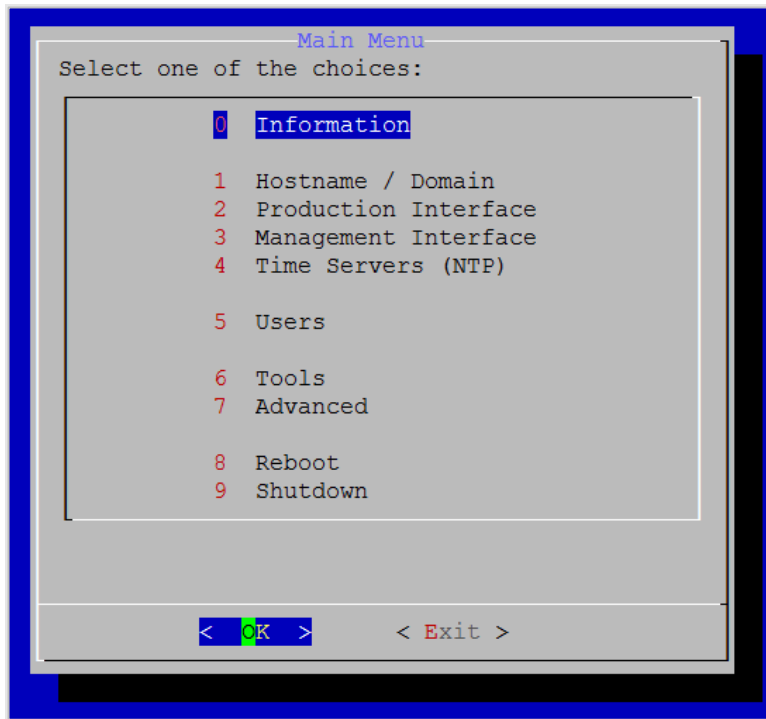 Main Menu
Select one of the choices:
0 Information
1 Hostname / Domain
2 Production Interface
3 Management Interface
4 Time Servers (NTP)
5 Users
6 Tools
7 Advanced
8 Reboot
9 Shutdown
< OK > < Exit >